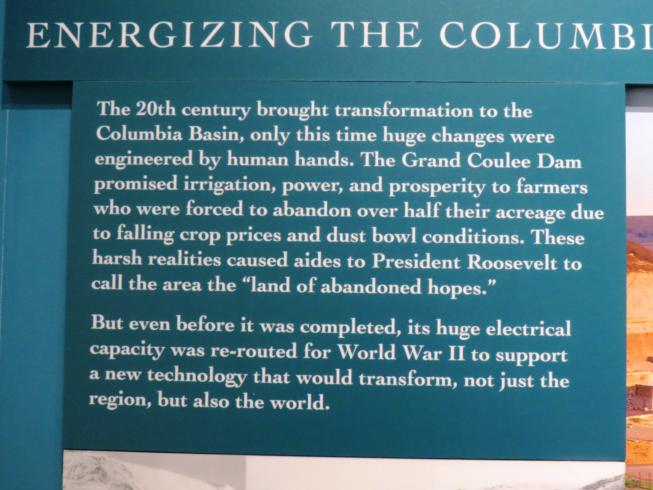 ENERGIZING THE COLUMBI
The 20th century brought transformation to the
Columbia Basin, only this time huge changes were
engineered by human hands. The Grand Coulee Dam
promised irrigation, power, and prosperity to farmers
who were forced to abandon over half their acreage due
to falling crop prices and dust bowl conditions. These
harsh realities caused aides to President Roosevelt to
call the area the “land of abandoned hopes.”
But even before it was completed, its huge electrical
capacity was re-routed for World War II to support
a new technology that would transform, not just the
region, but also the world.